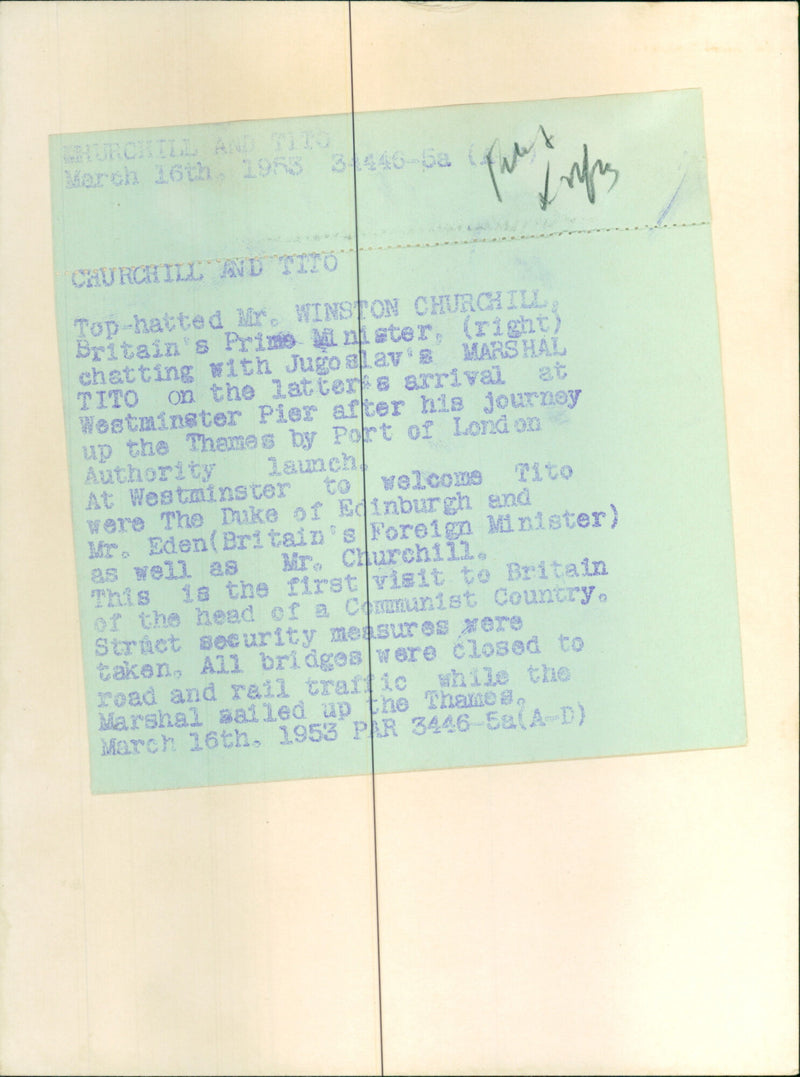 CHURCHILL AND TITO
March 16th. 1953 34446-5a
CHURCHILL AND TITO
Top-hatted Mr. WINSTON CHURCHILL,
Britain's Prime Minister, (right)
chatting with Jugoslav's MARSHAL
TITO on the latter's arrival at
Westminster Pier after his journey
up the Thames by Port of London
Authority launch.
At Westminster to welcome Tito
were The Duke of Edinburgh and
Mr. Eden(Britain's Foreign Minister)
as well as Mr. Churchill.
This is the first visit to Britain
of the head of a Communist Country.
Struct security measures were
taken. All bridges were closed to
road and rail traffic while the
Marshal sailed up the Thames.
March 16th. 1953 PAR 3446-5a(A-D)